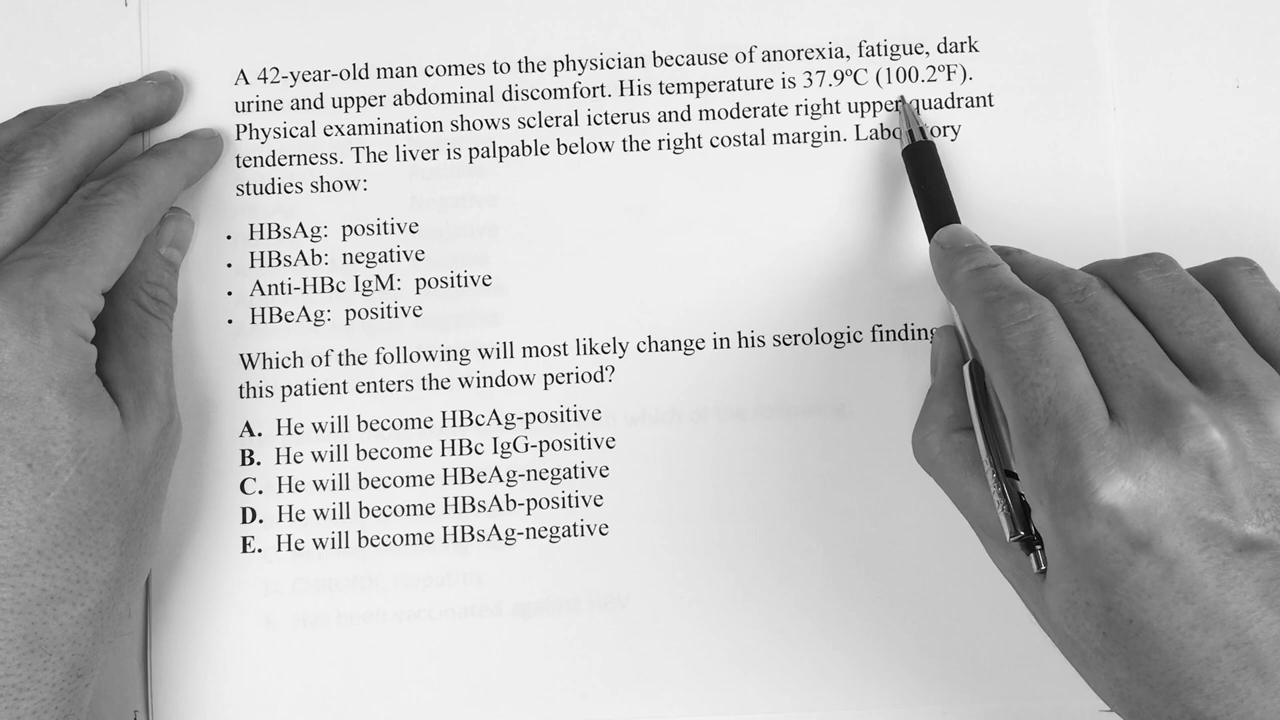 A 42-year-old man comes to the physician because of anorexia, fatigue, dark
urine and upper abdominal discomfort. His temperature is 37.9ºC (100.2ºF).
Physical examination shows scleral icterus and moderate right upper quadrant
tenderness. The liver is palpable below the right costal margin. Laboratory
studies show:
. HBsAg: positive
. HBsAb: negative
. Anti-HBc IgM: positive
. HBeAg: positive
Which of the following will most likely change in his serologic
this patient enters the window period?
A. He will become HBcAg-positive
B. He will become HBc IgG-positive
C. He will become HBeAg-negative
D. He will become HBsAb-positive
E. He will become HBsAg-negative